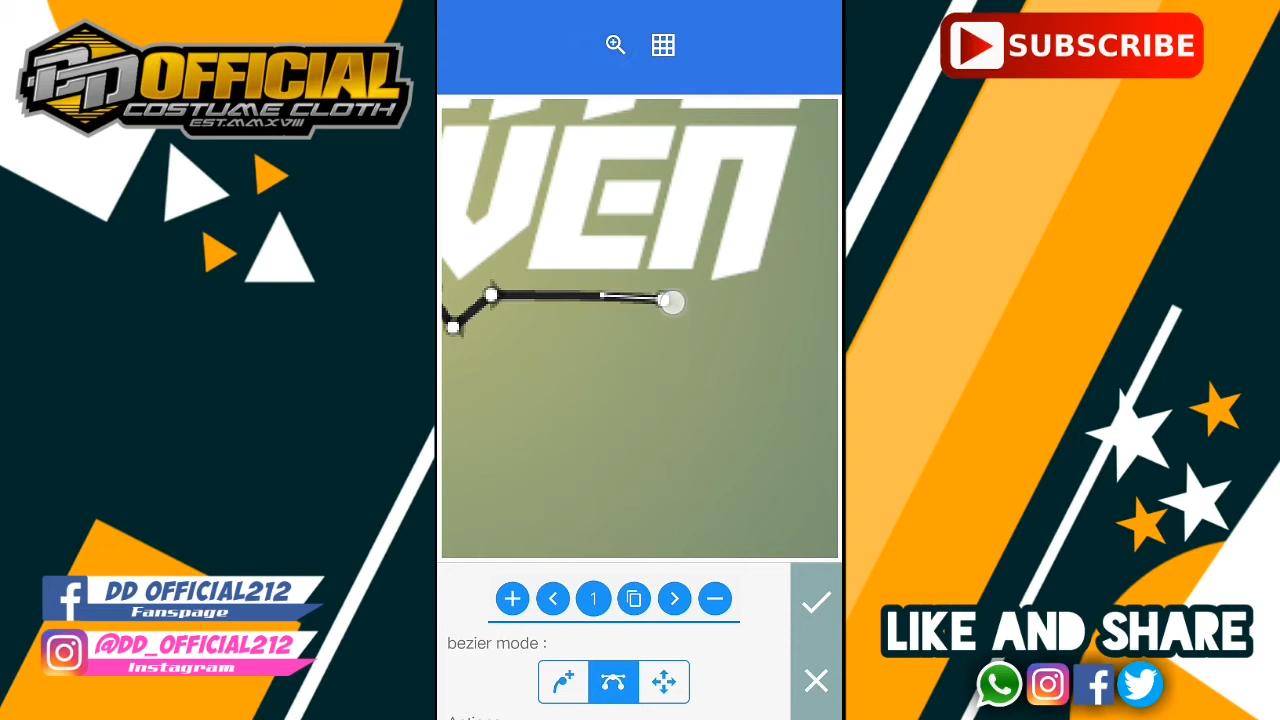 DD OFFICIAL
COSTUME CLOTH
EST.MMXVIII
SUBSCRIBE
VEN
1
bezier mode :
DD OFFICIAL212
Fanspage
@DD_OFFICIAL212
Instagram
LIKE AND SHARE